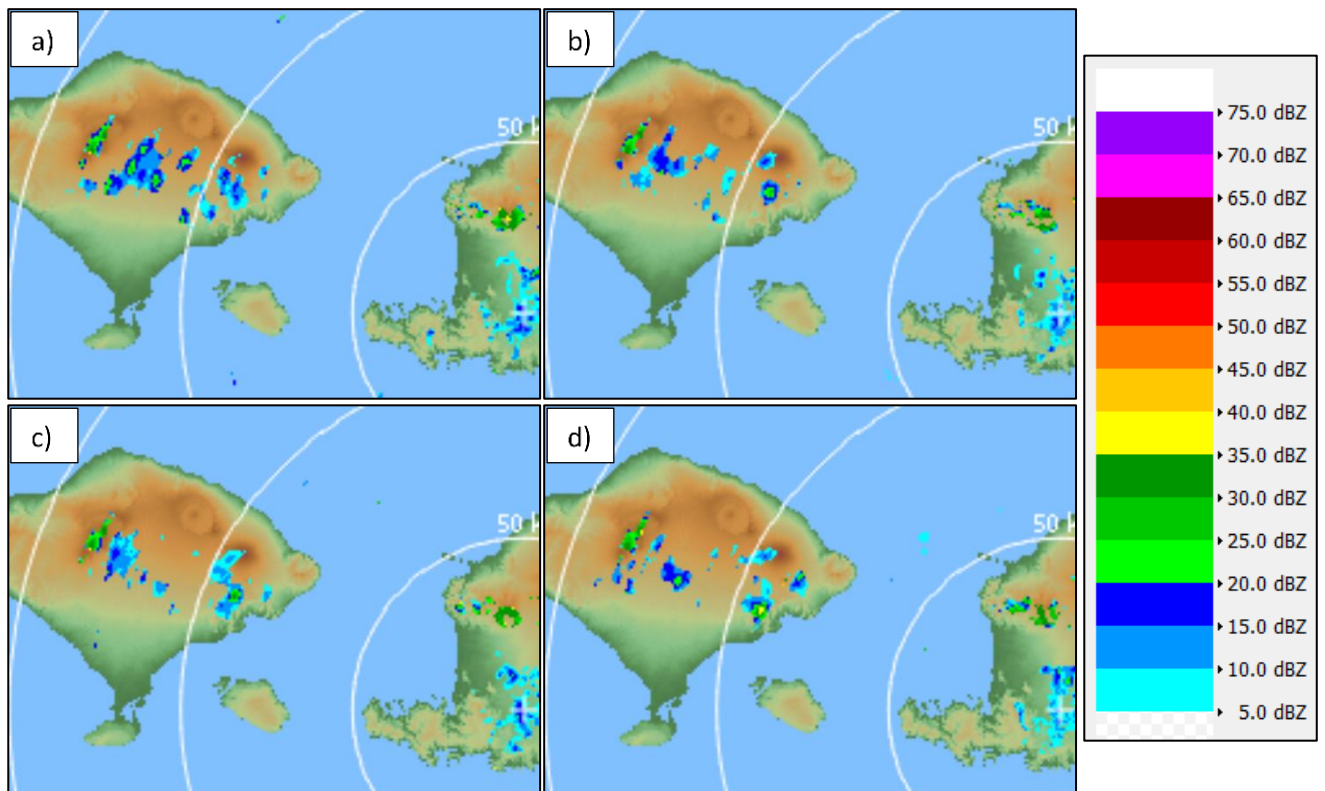 a)
50 k
b)
50 k
c)
50 k
d)
50 k
75.0 dBZ
70.0 dBZ
65.0 dBZ
60.0 dBZ
55.0 dBZ
50.0 dBZ
45.0 dBZ
40.0 dBZ
35.0 dBZ
30.0 dBZ
25.0 dBZ
20.0 dBZ
15.0 dBZ
10.0 dBZ
5.0 dBZ